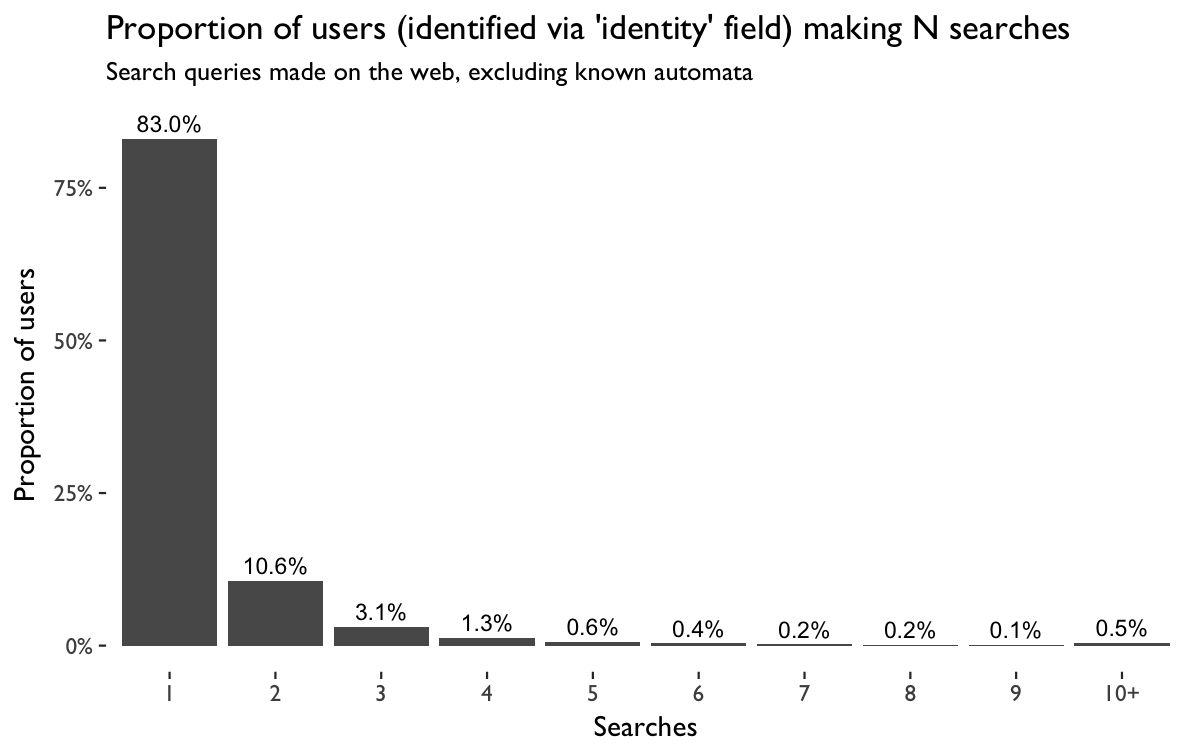 Proportion of users (identified via 'identity' field) making N searches
Search queries made on the web, excluding known automata
83.0%
10.6%
3.1%
1.3%
0.6%
0.4%
0.2%
0.2%
0.1%
0.5%
75%
50%
25%
0%
Proportion of users
1 2 3 4 5 6 7 8 9 10+
Searches